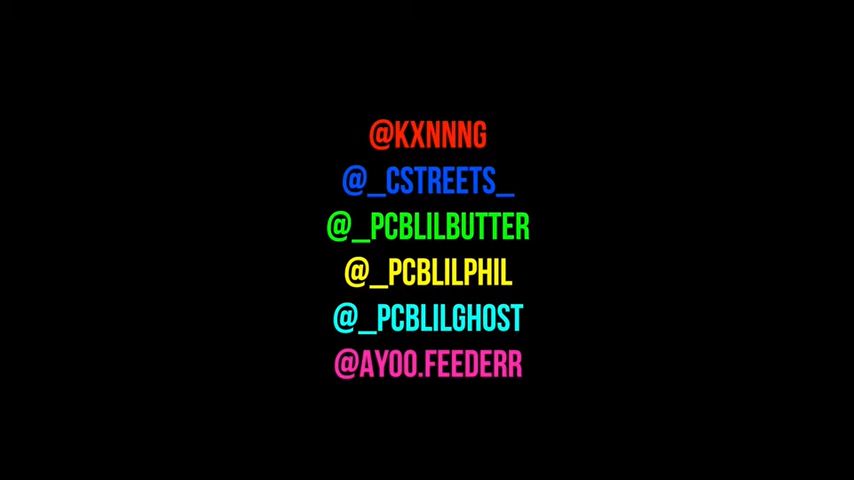 @KXNNNG
@_CSTREETS_
@_PCBLILBUTTER
@_PCBLILPHIL
@_PCBLILGHOST
@AYOO.FEEDERR